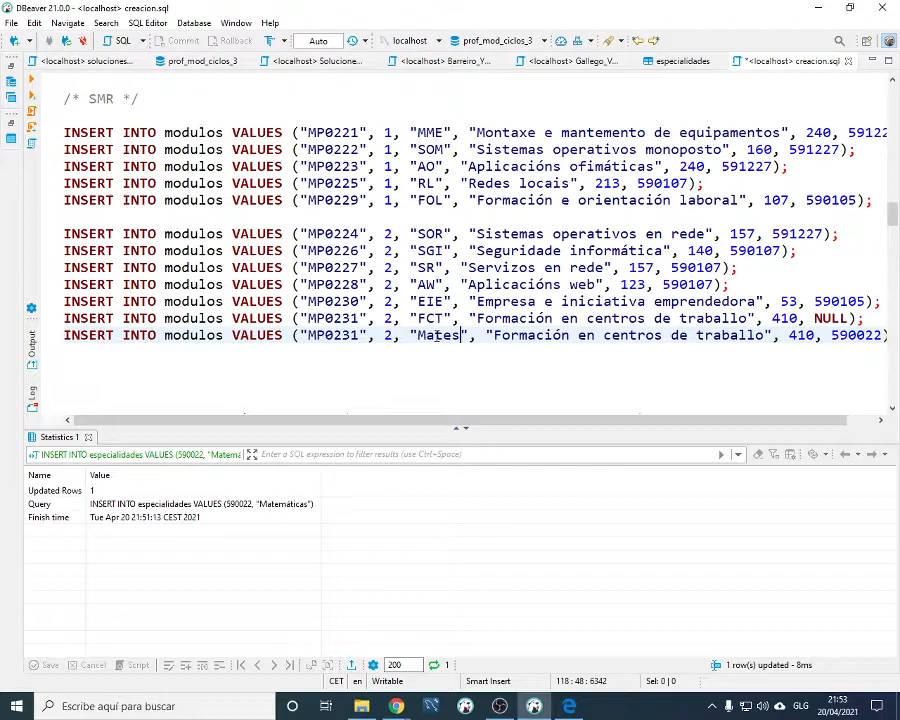 DBeaver 21.0.0 - <localhost> creacion.sql
File Edit Navigate Search SQL Editor Database Window Help
SQL Commit Rollback Auto localhost prof_mod_ciclos_3
<localhost> soluciones... prof_mod_ciclos_3 <localhost> Solucione... <localhost> Barreiro_Y... <localhost> Gallego_V... especialidades *<localhost> creacion.sql
/* SMR */
INSERT INTO modulos VALUES ("MP0221", 1, "MME", "Montaxe e mantemento de equipamentos", 240, 591227
INSERT INTO modulos VALUES ("MP0222", 1, "SOM", "Sistemas operativos monoposto", 160, 591227);
INSERT INTO modulos VALUES ("MP0223", 1, "AO", "Aplicacións ofimáticas", 240, 591227);
INSERT INTO modulos VALUES ("MP0225", 1, "RL", "Redes locais", 213, 590107);
INSERT INTO modulos VALUES ("MP0229", 1, "FOL", "Formación e orientación laboral", 107, 590105);
INSERT INTO modulos VALUES ("MP0224", 2, "SOR", "Sistemas operativos en rede", 157, 591227);
INSERT INTO modulos VALUES ("MP0226", 2, "SGI", "Seguridade informática", 140, 590107);
INSERT INTO modulos VALUES ("MP0227", 2, "SR", "Servizos en rede", 157, 590107);
INSERT INTO modulos VALUES ("MP0228", 2, "AW", "Aplicacións web", 123, 590107);
INSERT INTO modulos VALUES ("MP0230", 2, "EIE", "Empresa e iniciativa emprendedora", 53, 590105);
INSERT INTO modulos VALUES ("MP0231", 2, "FCT", "Formación en centros de traballo", 410, NULL);
INSERT INTO modulos VALUES ("MP0231", 2, "Mates", "Formación en centros de traballo", 410, 590022)
Output
Log
Statistics 1
INSERT INTO especialidades VALUES (590022, "Matemá Enter a SQL expression to filter results (use Ctrl+Space)
Name Value
Updated Rows 1
Query INSERT INTO especialidades VALUES (590022, "Matemáticas")
Finish time Tue Apr 20 21:51:13 CEST 2021
Save Cancel Script 200 1 1 row(s) updated - 8ms
CET en Writable Smart Insert 118 : 48 : 6342 Sel: 0 | 0
Escribe aquí para buscar GLG 21:53
20/04/2021